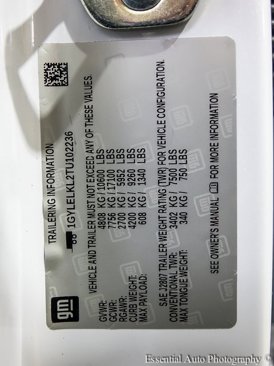 TRAILERING INFORMATION
1GYLELKL2TU102236
VEHICLE AND TRAILER MUST NOT EXCEED ANY OF THESE VALUES.
GVWR: 4808 KG / 10600 LBS
GCWR: 7756 KG / 17100 LBS
RGAWR: 2700 KG / 5952 LBS
CURB WEIGHT: 4200 KG / 9260 LBS
MAX PAY LOAD: 608 KG / 1340 LBS
SAE J2807 TRAILER WEIGHT RATING (TWR) FOR VEHICLE CONFIGURATION.
CONVENTIONAL TWR: 3402 KG / 7500 LBS
MAX TONGUE WEIGHT: 340 KG / 750 LBS
SEE OWNER'S MANUAL FOR MORE INFORMATION
gm
Essential Auto Photography ©